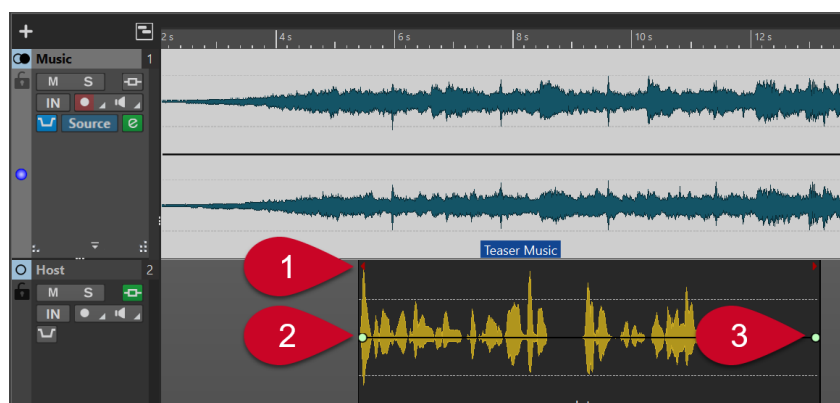 2 s 4 s 6 s 8 s 10 s 12 s
Music 1
M S
IN
Source e
Teaser Music
1
Host 2
M S
IN
2
3